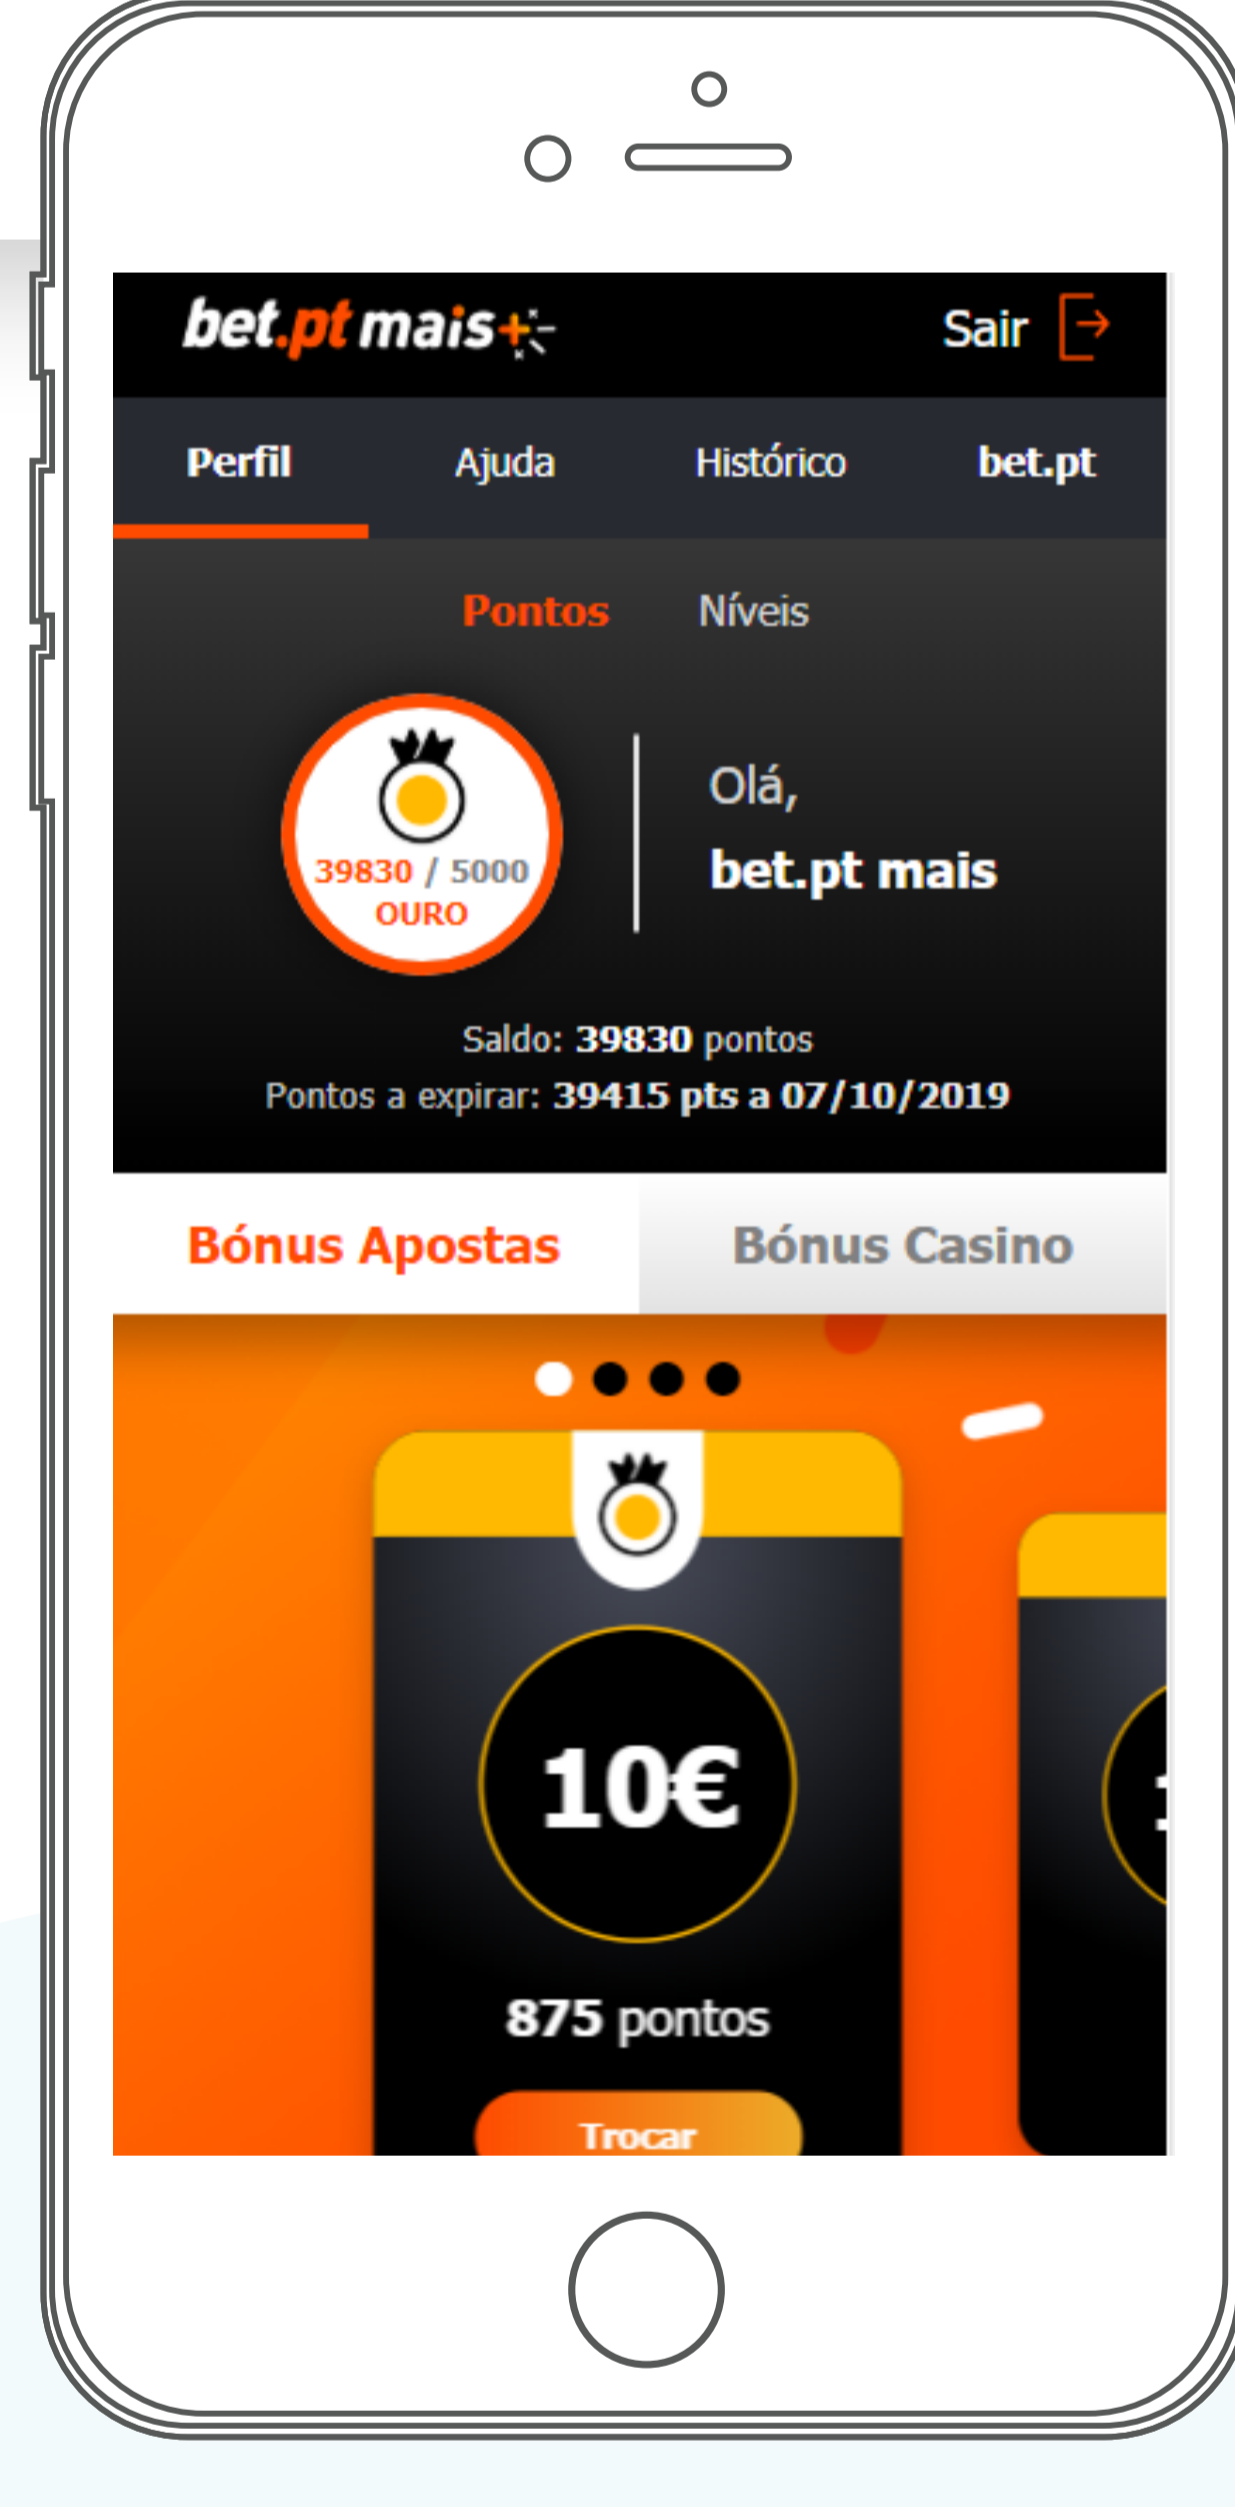 bet.pt mais+
Sair
Perfil Ajuda Histórico bet.pt
Pontos Níveis
39830 / 5000
OURO
Olá,
bet.pt mais
Saldo: 39830 pontos
Pontos a expirar: 39415 pts a 07/10/2019
Bónus Apostas Bónus Casino
10€
875 pontos
Trocar